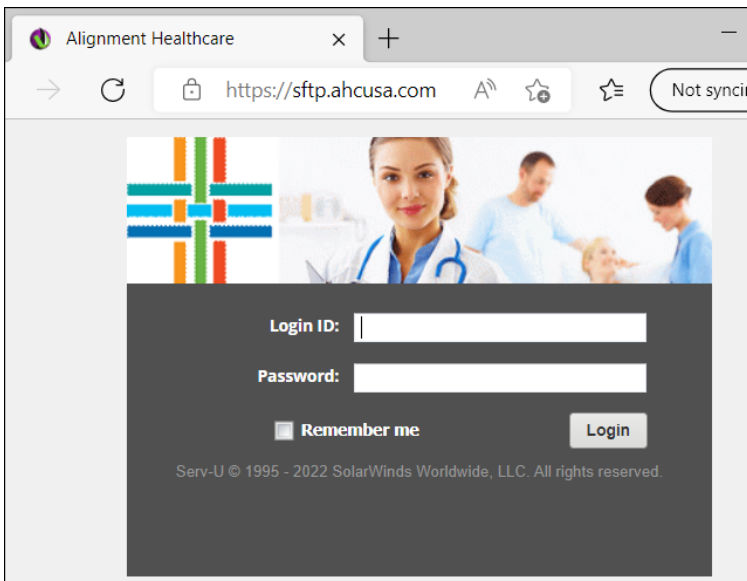 Alignment Healthcare
https://sftp.ahcusa.com
Not syncin
Login ID:
Password:
Remember me
Login
Serv-U © 1995 - 2022 SolarWinds Worldwide, LLC. All rights reserved.